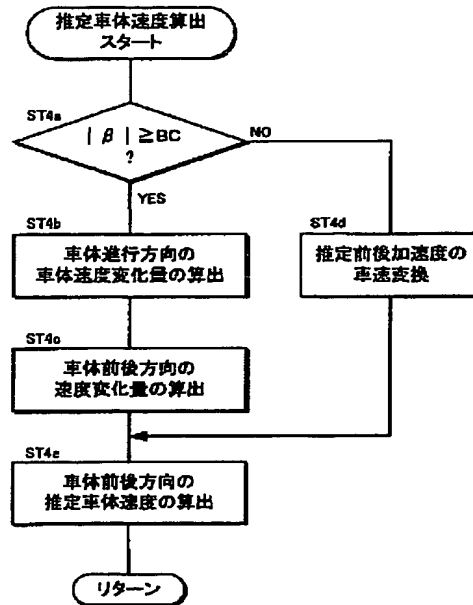 推定車体速度算出
スタート
ST4a
| β | ≧BC
?
NO
YES
ST4b
車体進行方向の
車体速度変化量の算出
ST4d
推定前後加速度の
車速変換
ST4c
車体前後方向の
速度変化量の算出
ST4e
車体前後方向の
推定車体速度の算出
リターン